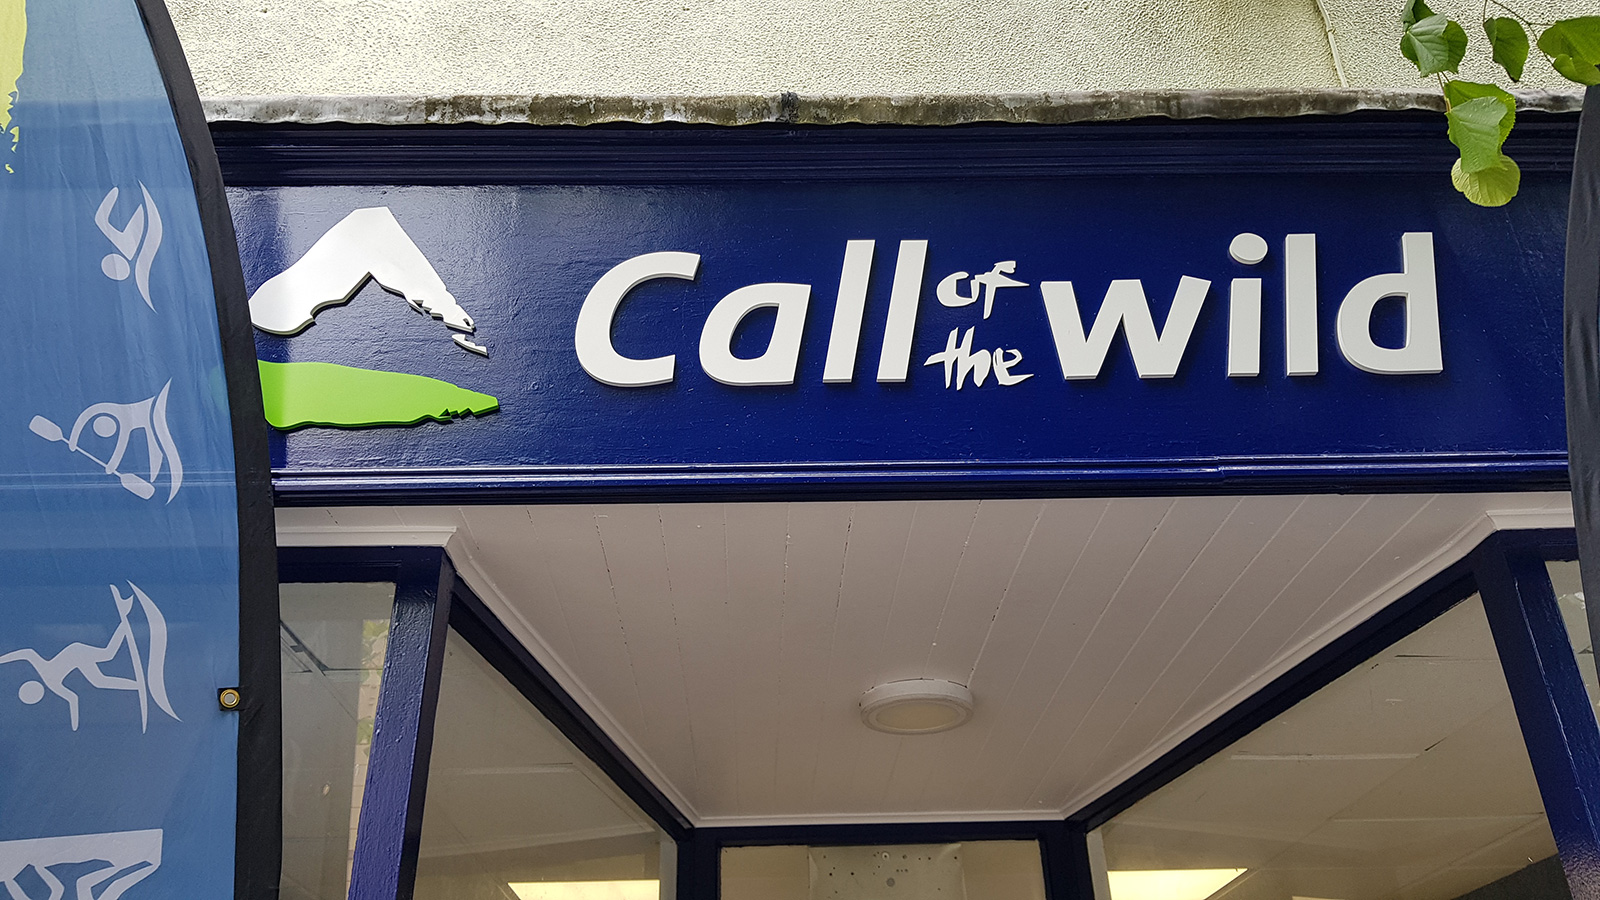 Call of the wild